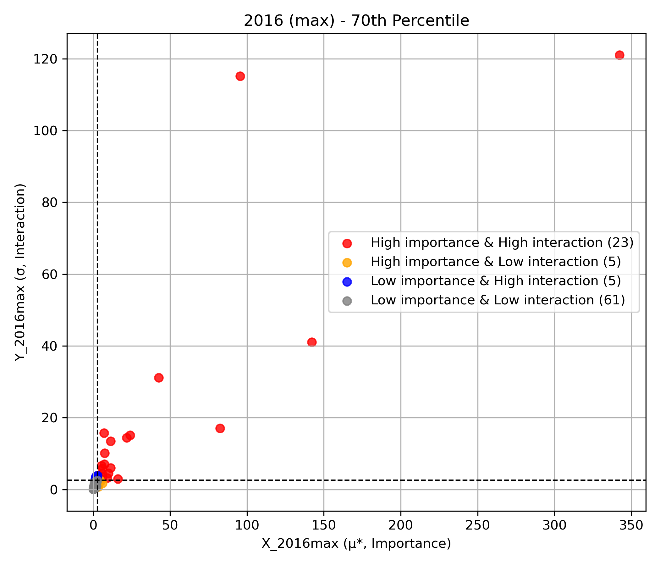 2016 (max) - 70th Percentile
120
100
80
60
40
20
0
Y_2016max (σ, Interaction)
High importance & High interaction (23)
High importance & Low interaction (5)
Low importance & High interaction (5)
Low importance & Low interaction (61)
0 50 100 150 200 250 300 350
X_2016max (μ*, Importance)